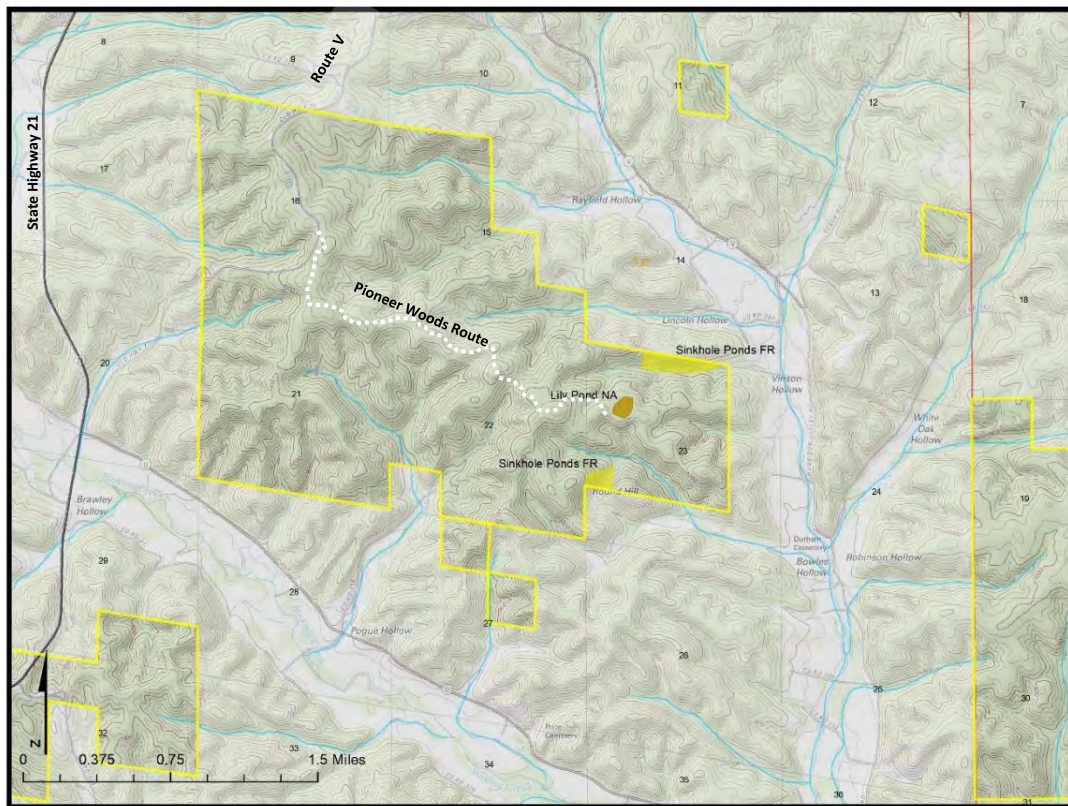 8
9
10
11
12
7
State Highway 21
Route V
17
16
15
14
13
18
Rayfield Hollow
Pioneer Woods Route
Lincoln Hollow
Sinkhole Ponds FR
20
21
22
23
24
19
Lily Pond NA
Vinson
Hollow
White
Oak
Hollow
Sinkhole Ponds FR
Round Hill
Brawley
Hollow
Durham
Cemetery
Bowles
Hollow
Robinson Hollow
29
28
27
26
25
30
Pogue Hollow
32
33
34
35
36
31
N
0 0.375 0.75 1.5 Miles